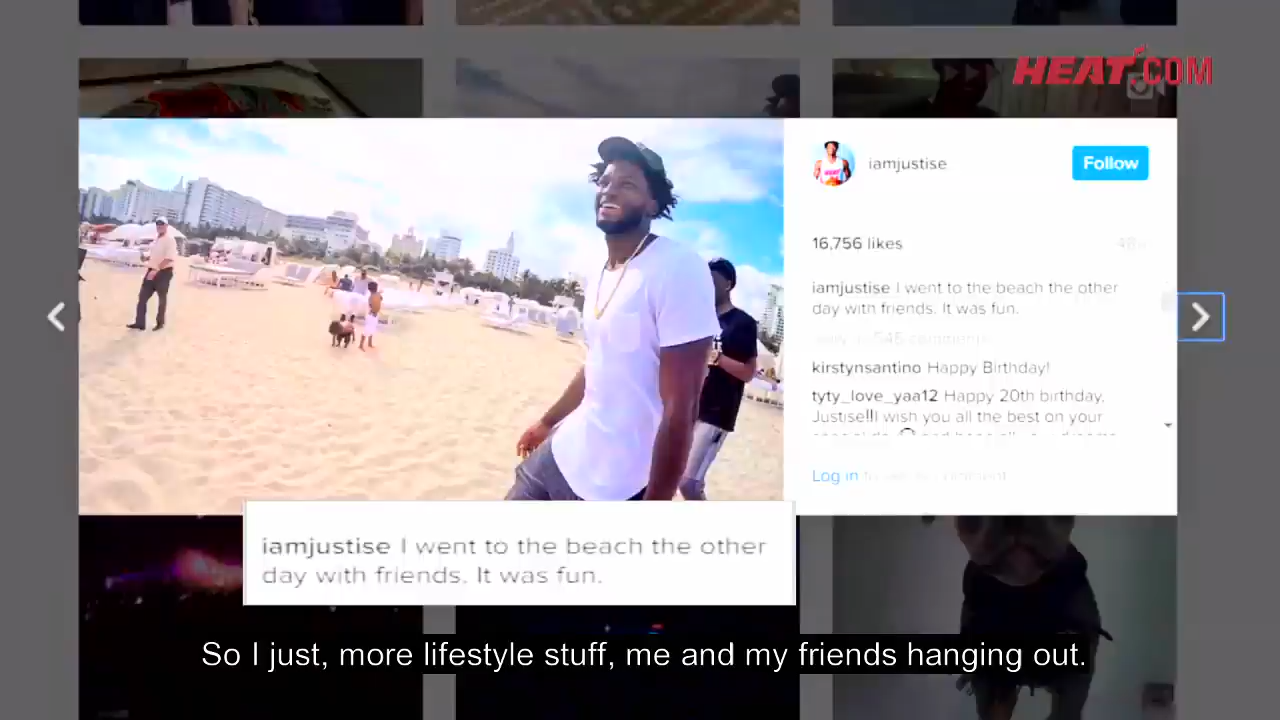 HEAT.COM
iamjustise
Follow
16,756 likes
iamjustise I went to the beach the other
day with friends. It was fun.
kirstynsantino Happy Birthday!
tyty_love_yaa12 Happy 20th birthday,
Justise!!I wish you all the best on your
Log in
iamjustise I went to the beach the other
day with friends. It was fun.
So I just, more lifestyle stuff, me and my friends hanging out.